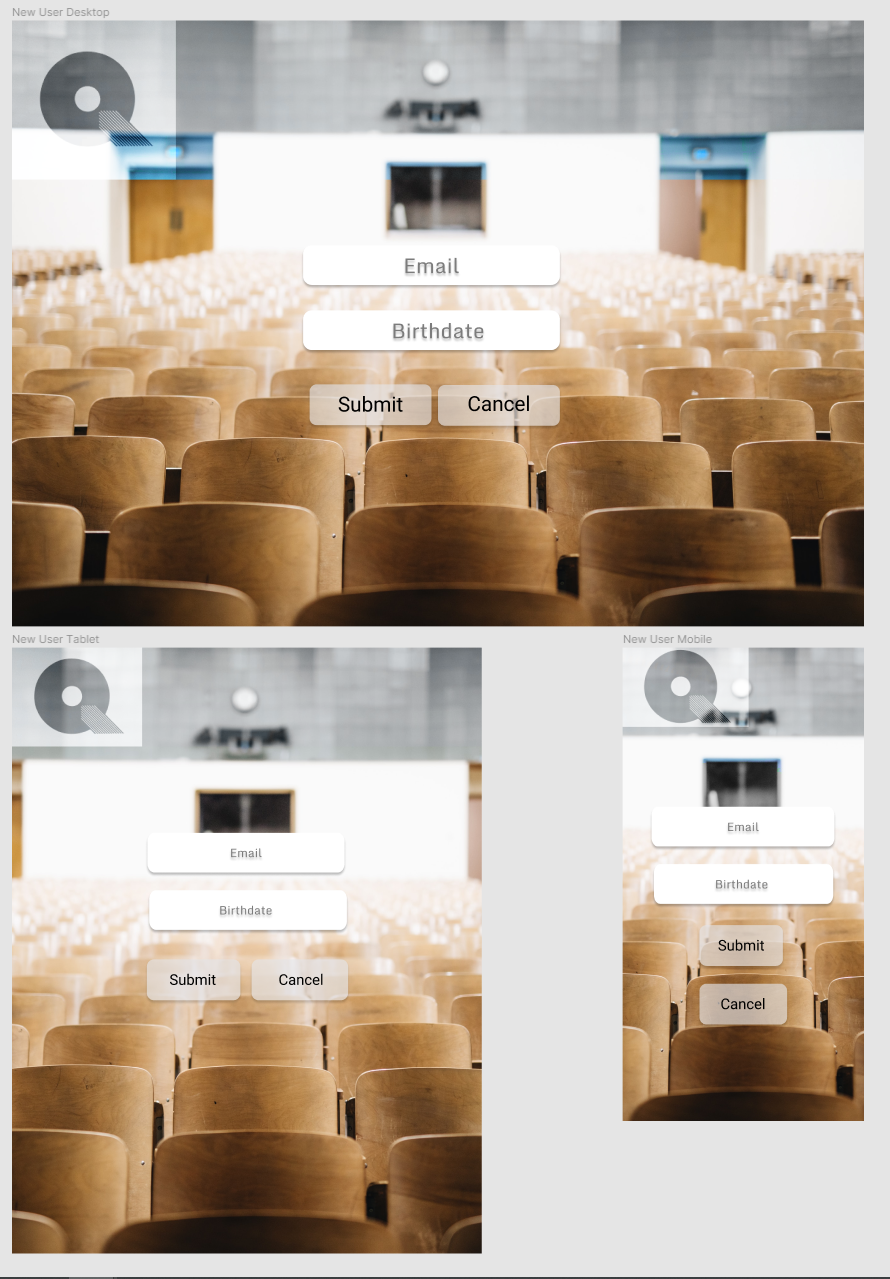 New User Desktop
Email
Birthdate
Submit Cancel
New User Tablet
Email
Birthdate
Submit Cancel
New User Mobile
Email
Birthdate
Submit
Cancel